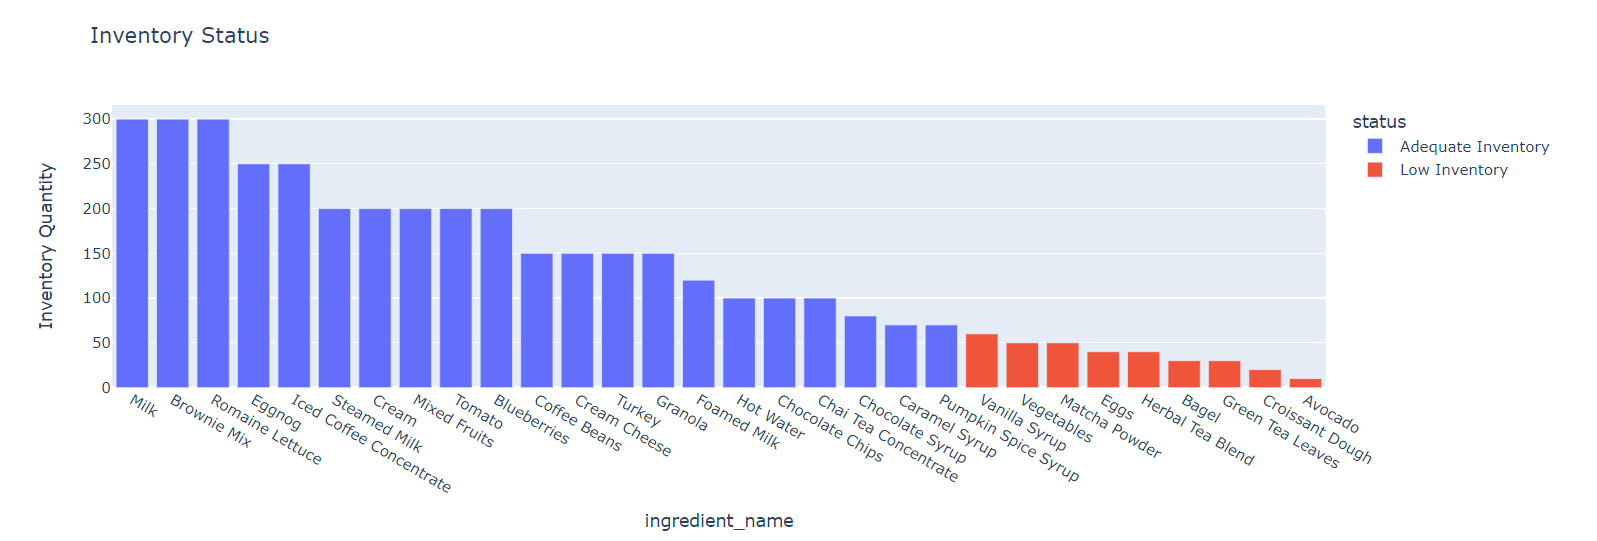 Inventory Status
Inventory Quantity
300
250
200
150
100
50
0
Milk
Brownie Mix
Romaine Lettuce
Eggnog
Iced Coffee Concentrate
Steamed Milk
Cream
Mixed Fruits
Tomato
Blueberries
Coffee Beans
Cream Cheese
Turkey
Granola
Foamed Milk
Hot Water
Chocolate Chips
Chai Tea Concentrate
Chocolate Syrup
Caramel Syrup
Pumpkin Spice Syrup
Vanilla Syrup
Vegetables
Matcha Powder
Eggs
Herbal Tea Blend
Bagel
Green Tea Leaves
Croissant Dough
Avocado
ingredient_name
status
Adequate Inventory
Low Inventory